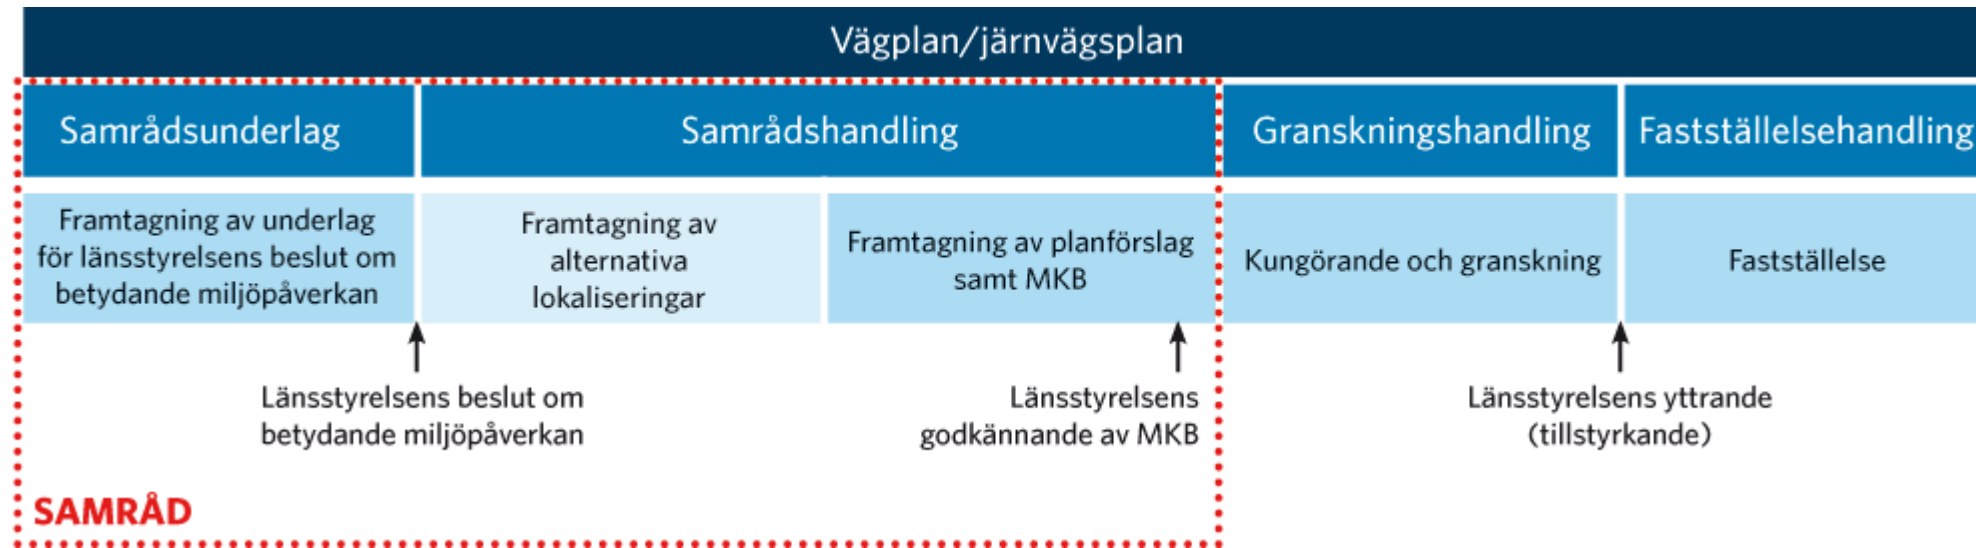 Vägplan/järnvägsplan
Samrådsunderlag
Samrådshandling
Granskningshandling
Fastställelsehandling
Framtagning av underlag
för länsstyrelsens beslut om
betydande miljöpåverkan
Framtagning av
alternativa
lokaliseringar
Framtagning av planförslag
samt MKB
Kungörande och granskning
Fastställelse
Länsstyrelsens beslut om
betydande miljöpåverkan
Länsstyrelsens
godkännande av MKB
Länsstyrelsens yttrande
(tillstyrkande)
SAMRÅD